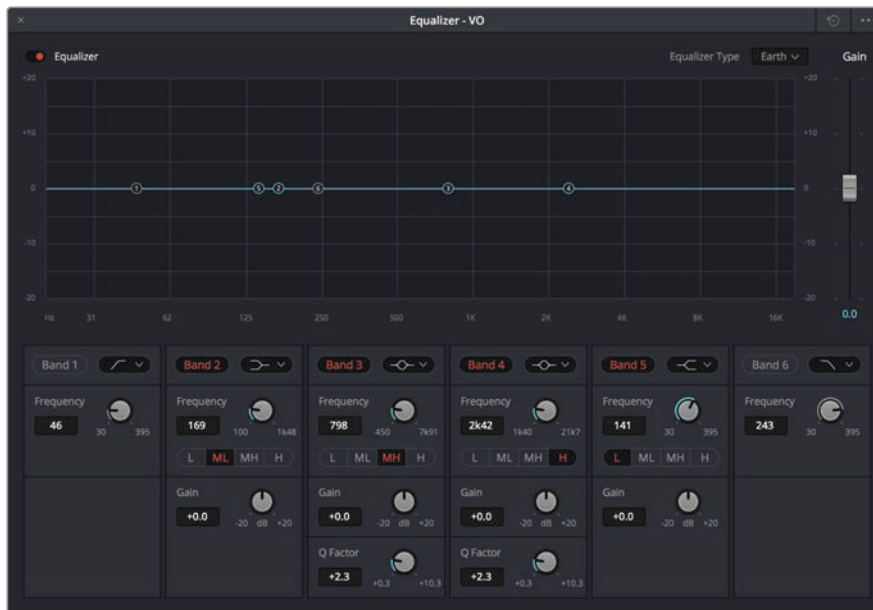 Equalizer - VO
Equalizer
Equalizer Type Earth Gain
+20 +20
+10 +10
1 5 2 6 3 4
0 0
-10 -10
-20 -20
Hz 31 62 125 250 500 1K 2K 4K 8K 16K 0.0
Band 1 Band 2 Band 3 Band 4 Band 5 Band 6
Frequency Frequency Frequency Frequency Frequency Frequency
46 169 798 2k42 141 243
30 395 100 1k48 450 7k91 1k40 21k7 30 395 30 395
L ML MH H L ML MH H L ML MH H L ML MH H
Gain Gain Gain Gain
+0.0 +0.0 +0.0 +0.0
-20 dB +20 -20 dB +20 -20 dB +20 -20 dB +20
Q Factor Q Factor
+2.3 +2.3
+0.3 +10.3 +0.3 +10.3